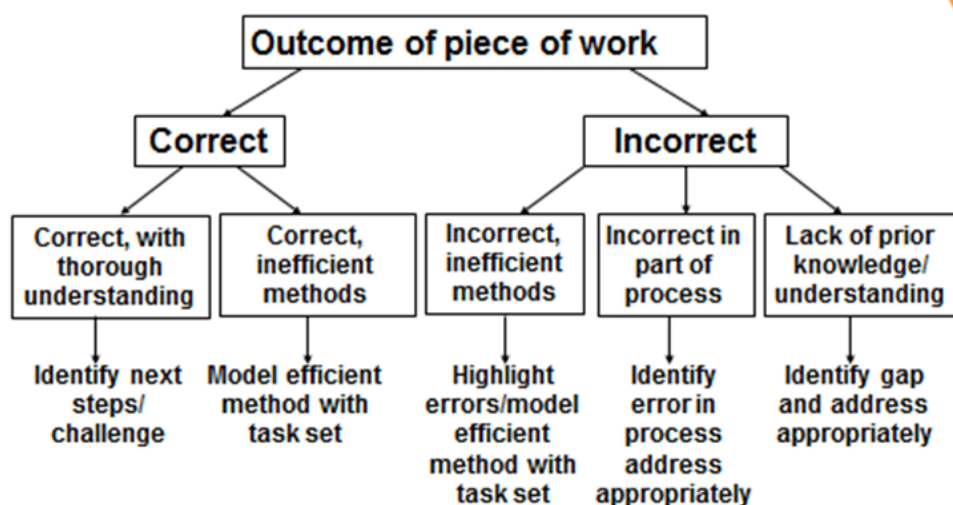 Outcome of piece of work
Correct
Incorrect
Correct, with
thorough
understanding
Correct,
inefficient
methods
Incorrect,
inefficient
methods
Incorrect in
part of
process
Lack of prior
knowledge/
understanding
Identify next
steps/
challenge
Model efficient
method with
task set
Highlight
errors/model
efficient
method with
task set
Identify
error in
process
address
appropriately
Identify gap
and address
appropriately